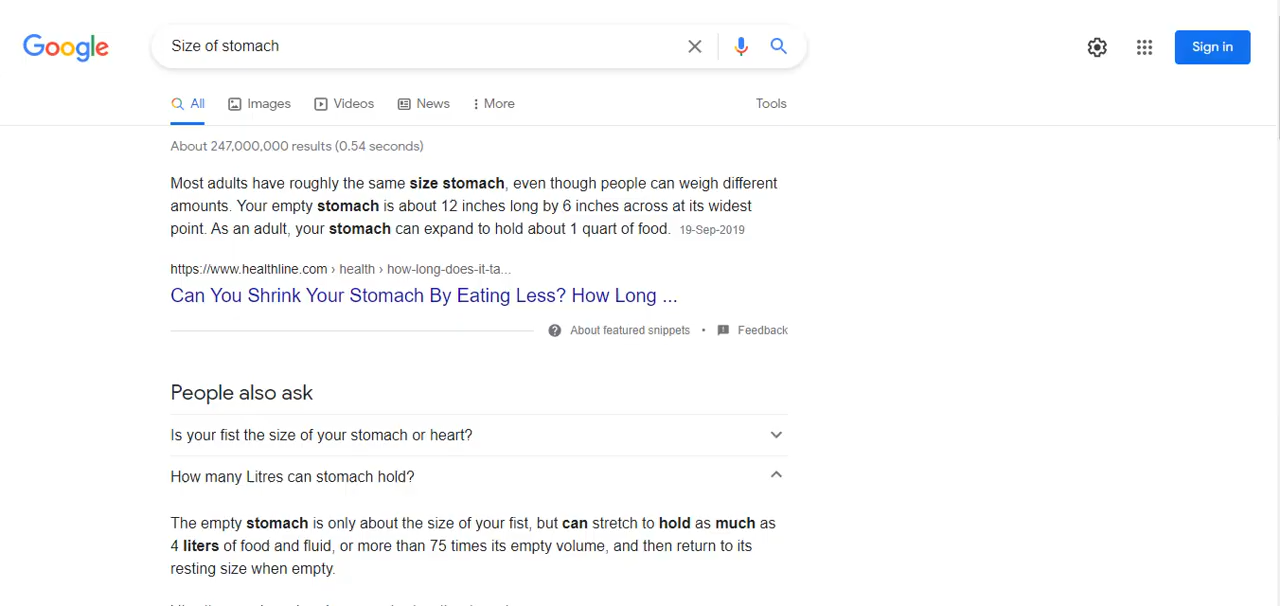 Google
Size of stomach
Sign in
All
Images
Videos
News
More
Tools
About 247,000,000 results (0.54 seconds)
Most adults have roughly the same size stomach, even though people can weigh different
amounts. Your empty stomach is about 12 inches long by 6 inches across at its widest
point. As an adult, your stomach can expand to hold about 1 quart of food. 19-Sep-2019
https://www.healthline.com › health › how-long-does-it-ta...
Can You Shrink Your Stomach By Eating Less? How Long ...
About featured snippets • Feedback
People also ask
Is your fist the size of your stomach or heart?
How many Litres can stomach hold?
The empty stomach is only about the size of your fist, but can stretch to hold as much as
4 liters of food and fluid, or more than 75 times its empty volume, and then return to its
resting size when empty.